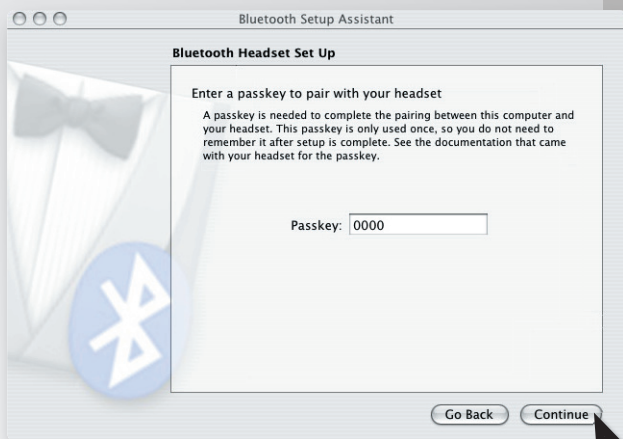 Bluetooth Setup Assistant
Bluetooth Headset Set Up
Enter a passkey to pair with your headset
A passkey is needed to complete the pairing between this computer and
your headset. This passkey is only used once, so you do not need to
remember it after setup is complete. See the documentation that came
with your headset for the passkey.
Passkey: 0000
Go Back Continue